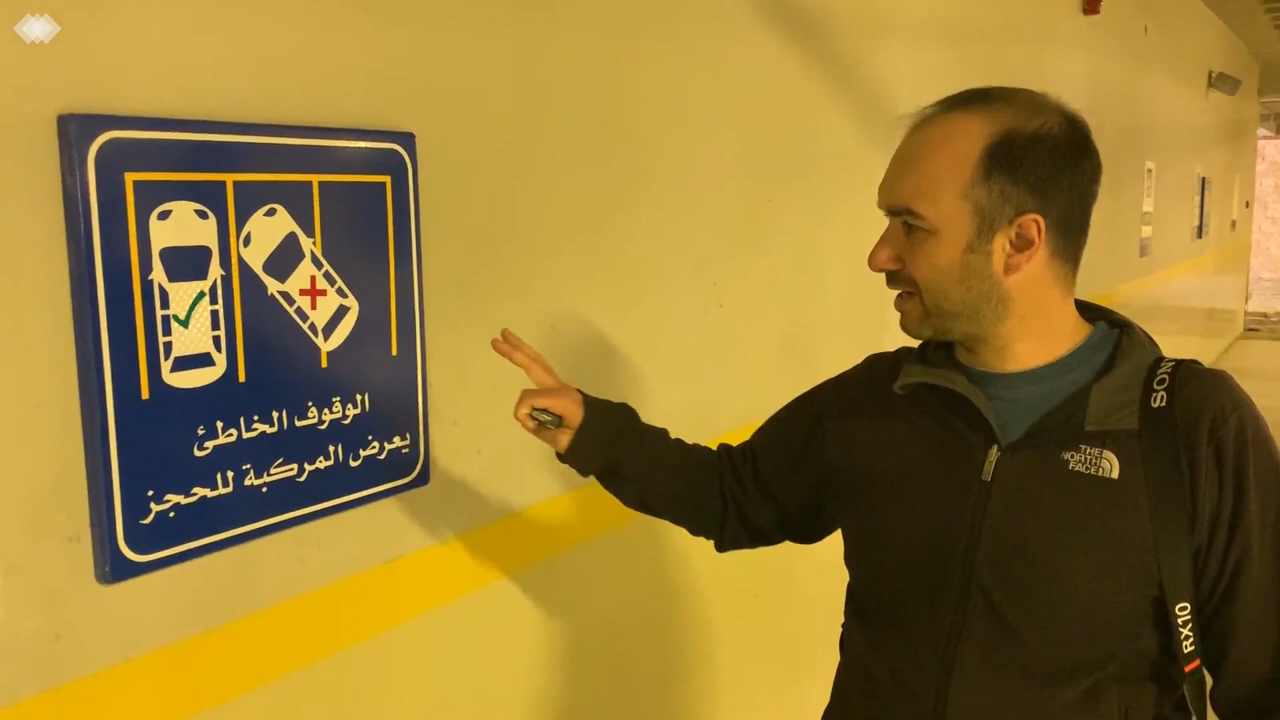 الوقوف الخاطئ
يعرض المركبة للحجز
SONY
THE
NORTH
FACE
RX10